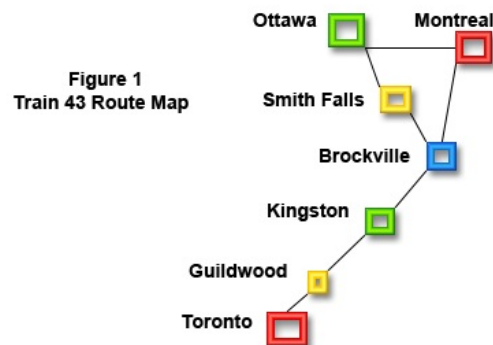 Ottawa
Montreal
Figure 1
Train 43 Route Map
Smith Falls
Brockville
Kingston
Guildwood
Toronto